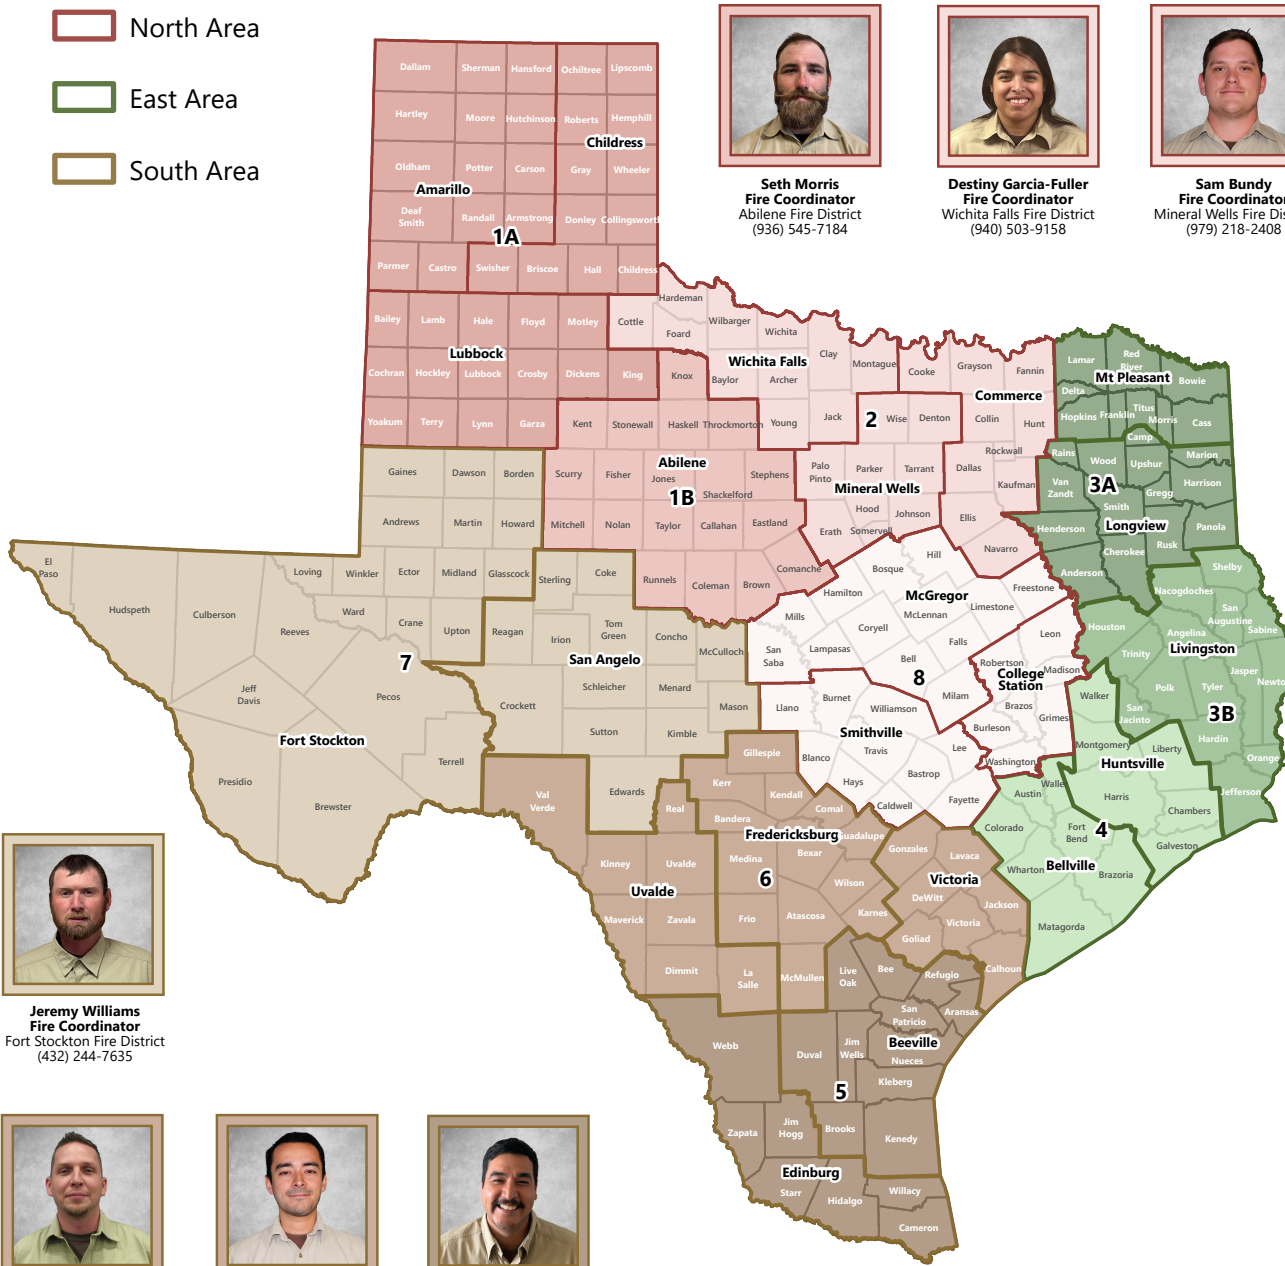 North Area
East Area
South Area
Seth Morris
Fire Coordinator
Abilene Fire District
(936) 545-7184
Destiny Garcia-Fuller
Fire Coordinator
Wichita Falls Fire District
(940) 503-9158
Sam Bundy
Fire Coordinator
Mineral Wells Fire Dis
(979) 218-2408
Dallam
Sherman
Hansford
Ochiltree
Lipscomb
Hartley
Moore
Hutchinson
Roberts
Hemphill
Childress
Oldham
Potter
Carson
Gray
Wheeler
Amarillo
Deaf
Smith
Randall
Armstrong
Donley
Collingsworth
1A
Parmer
Castro
Swisher
Briscoe
Hall
Childress
Bailey
Lamb
Hale
Floyd
Motley
Lubbock
Cochran
Hockley
Lubbock
Crosby
Dickens
King
Yoakum
Terry
Lynn
Garza
Cottle
Hardeman
Foard
Wilbarger
Wichita
Wichita Falls
Clay
Montague
Knox
Baylor
Archer
Young
Jack
Cooke
Grayson
Fannin
Commerce
2
Wise
Denton
Collin
Hunt
Rockwall
Dallas
Kaufman
Ellis
Navarro
Kent
Stonewall
Haskell
Throckmorton
Abilene
1B
Scurry
Fisher
Jones
Shackelford
Stephens
Mitchell
Nolan
Taylor
Callahan
Eastland
Runnels
Coleman
Brown
Comanche
Palo
Pinto
Parker
Tarrant
Mineral Wells
Hood
Johnson
Erath
Somervell
Lamar
Red
River
Mt Pleasant
Bowie
Delta
Hopkins
Franklin
Titus
Morris
Cass
Camp
Rains
Wood
Upshur
Marion
Van
Zandt
3A
Gregg
Harrison
Smith
Longview
Henderson
Panola
Rusk
Cherokee
Anderson
Shelby
Nacogdoches
San
Augustine
Sabine
Houston
Angelina
Livingston
Trinity
Jasper
Newto
Polk
Tyler
San
Jacinto
3B
Hardin
Orange
Jefferson
Gaines
Dawson
Borden
Andrews
Martin
Howard
El
Paso
Hudspeth
Culberson
Loving
Winkler
Ector
Midland
Glasscock
Reeves
Ward
Crane
Upton
7
Jeff
Davis
Pecos
Fort Stockton
Presidio
Brewster
Terrell
Sterling
Coke
Reagan
Irion
Tom
Green
Concho
McCulloch
San Angelo
Schleicher
Menard
Crockett
Mason
Sutton
Kimble
Edwards
Bosque
Hill
Hamilton
McGregor
McLennan
Limestone
Freestone
Mills
Coryell
Falls
San
Saba
Lampasas
Bell
8
Leon
Robertson
Madison
College
Station
Milam
Brazos
Grimes
Burleson
Washington
Llano
Burnet
Williamson
Smithville
Travis
Lee
Blanco
Bastrop
Hays
Caldwell
Fayette
Walker
Montgomery
Liberty
Huntsville
Harris
Chambers
Galveston
Waller
Austin
Colorado
Fort
Bend
4
Bellville
Wharton
Brazoria
Matagorda
Gillespie
Kerr
Kendall
Comal
Bandera
Fredericksburg
Guadalupe
Medina
Bexar
6
Wilson
Frio
Atascosa
Karnes
McMullen
Val
Verde
Real
Kinney
Uvalde
Uvalde
Maverick
Zavala
Dimmit
La
Salle
Gonzales
Lavaca
Victoria
DeWitt
Jackson
Victoria
Goliad
Calhoun
Live
Oak
Bee
Refugio
San
Patricio
Aransas
Beeville
Nueces
Jim
Wells
Duval
Webb
Kleberg
5
Zapata
Jim
Hogg
Brooks
Kenedy
Edinburg
Starr
Hidalgo
Willacy
Cameron
Jeremy Williams
Fire Coordinator
Fort Stockton Fire District
(432) 244-7635